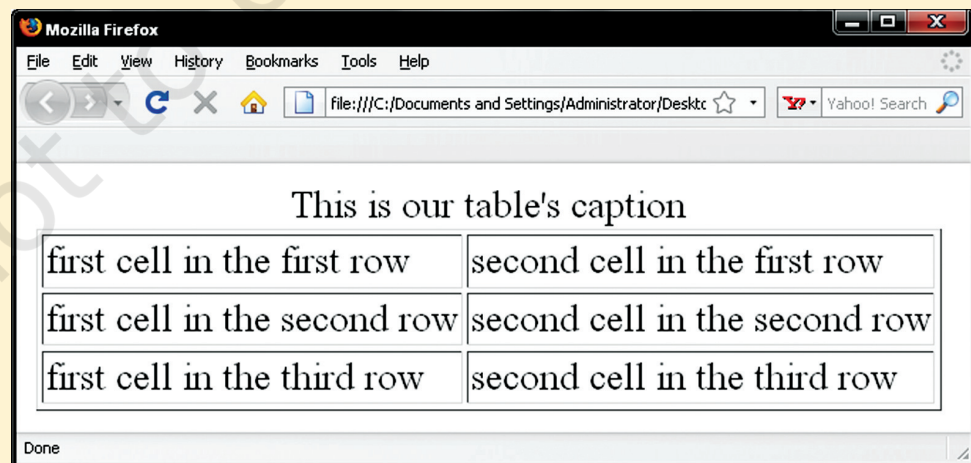 Mozilla Firefox
File Edit View History Bookmarks Tools Help
file:///C:/Documents and Settings/Administrator/Desktc Yahoo! Search
This is our table's caption
first cell in the first row second cell in the first row
first cell in the second row second cell in the second row
first cell in the third row second cell in the third row
Done
not to